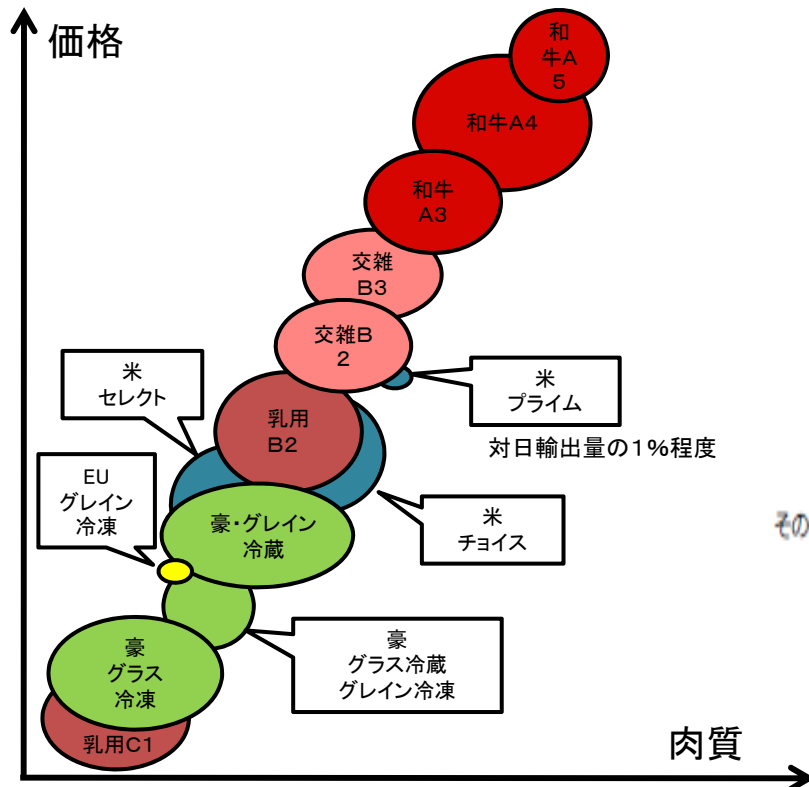 価格
和
牛A
5
和牛A4
和牛
A3
交雑
B3
交雑B
2
米
セレクト
米
プライム
乳用
B2
対日輸出量の1%程度
EU
グレイン
冷凍
豪・グレイン
冷蔵
米
チョイス
その
豪
グラス冷蔵
グレイン冷凍
豪
グラス
冷凍
乳用C1
肉質